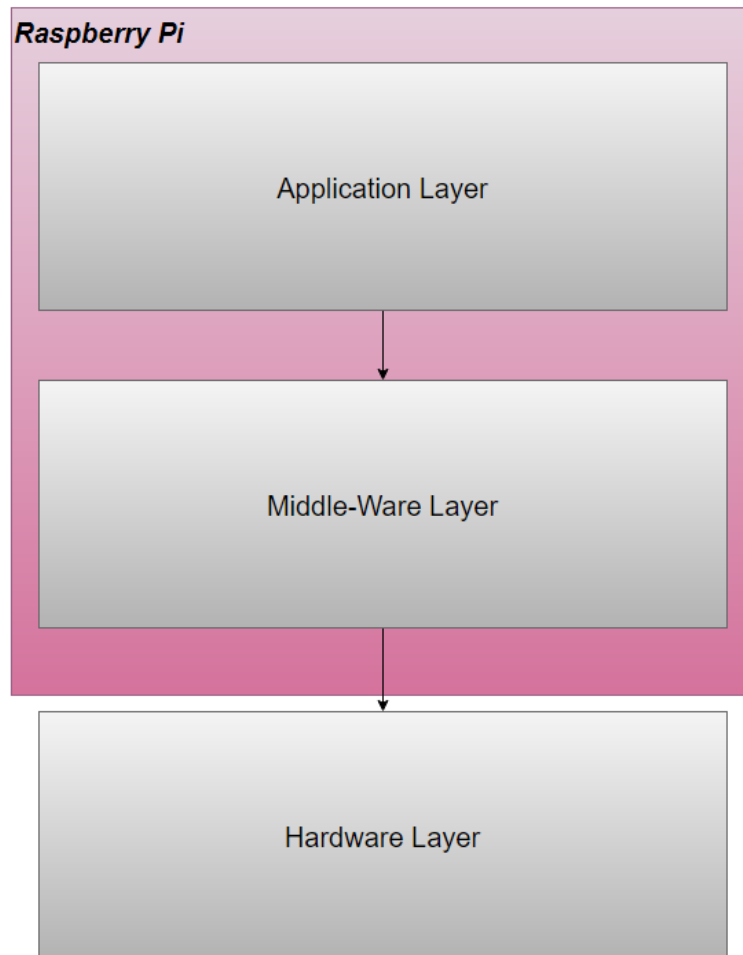 Raspberry Pi
Application Layer
Middle-Ware Layer
Hardware Layer